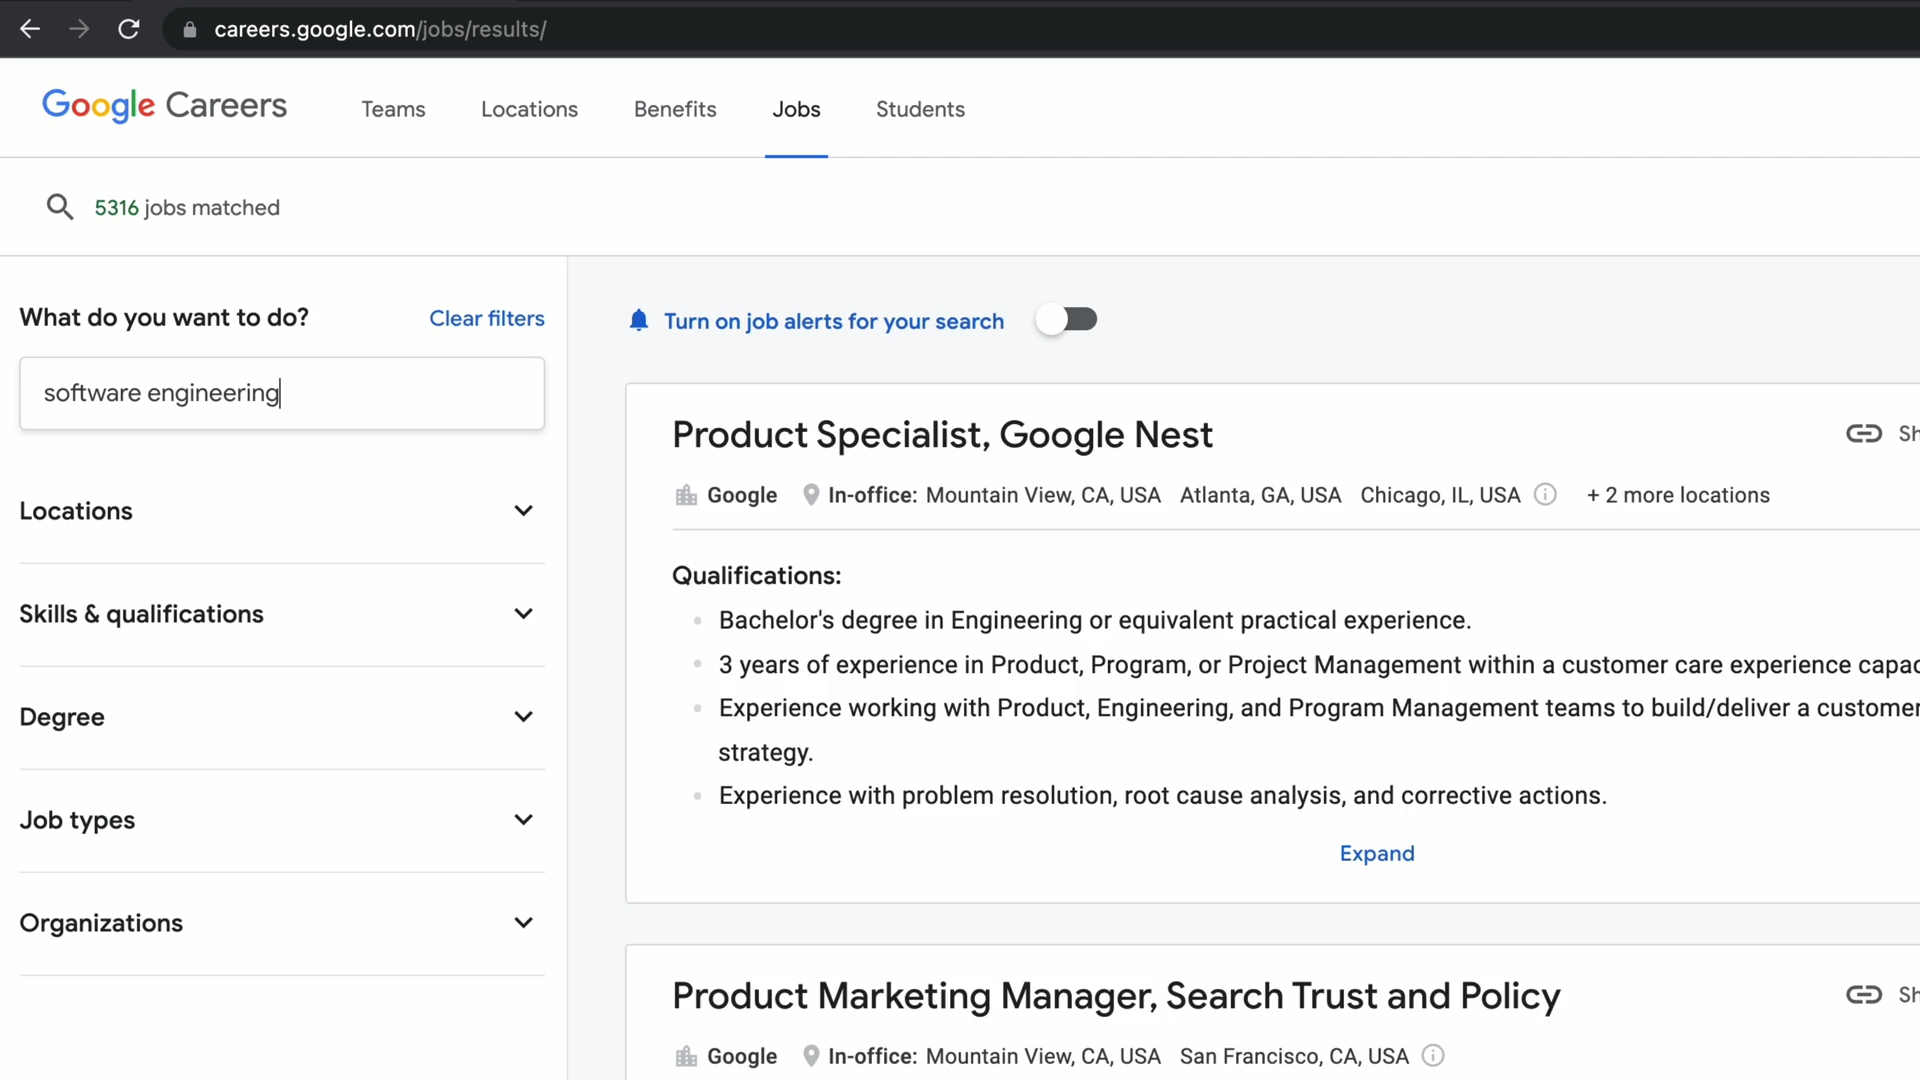 careers.google.com/jobs/results/
Google Careers
Teams
Locations
Benefits
Jobs
Students
5316 jobs matched
What do you want to do?
Clear filters
software engineering
Locations
Skills & qualifications
Degree
Job types
Organizations
Turn on job alerts for your search
Product Specialist, Google Nest
Sh
Google In-office: Mountain View, CA, USA Atlanta, GA, USA Chicago, IL, USA + 2 more locations
Qualifications:
Bachelor's degree in Engineering or equivalent practical experience.
3 years of experience in Product, Program, or Project Management within a customer care experience capac
Experience working with Product, Engineering, and Program Management teams to build/deliver a customer
strategy.
Experience with problem resolution, root cause analysis, and corrective actions.
Expand
Product Marketing Manager, Search Trust and Policy
Sh
Google In-office: Mountain View, CA, USA San Francisco, CA, USA